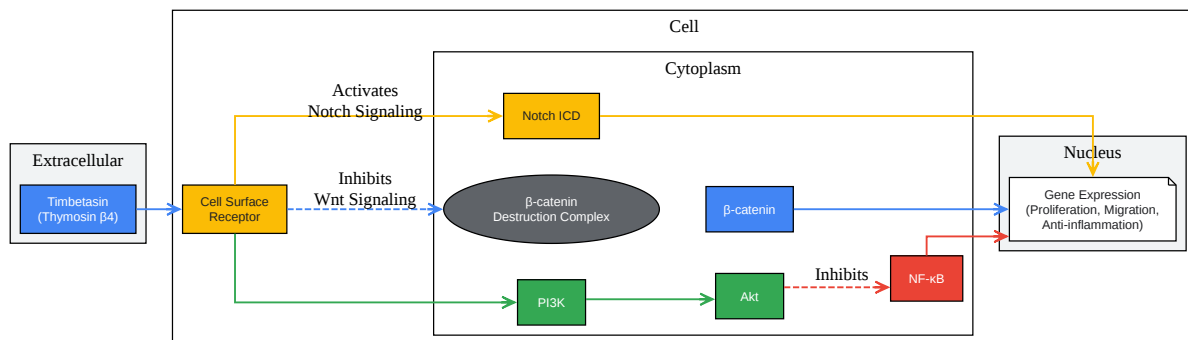 Cell
Cytoplasm
Activates
Notch Signaling
Notch ICD
Extracellular
Timbetasin
(Thymosin β4)
Cell Surface
Receptor
Inhibits
Wnt Signaling
β-catenin
Destruction Complex
β-catenin
Nucleus
Gene Expression
(Proliferation, Migration,
Anti-inflammation)
PI3K
Akt
Inhibits
NF-κB